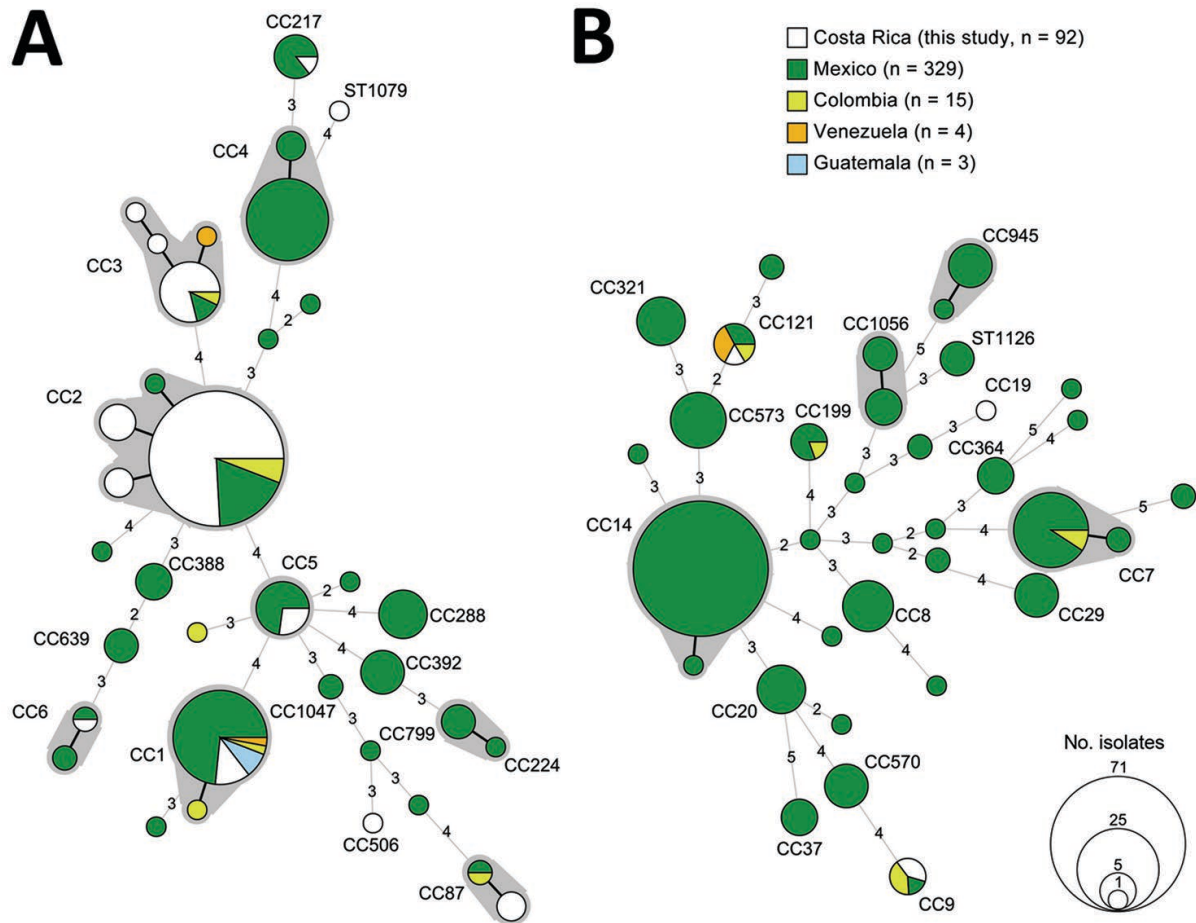 A
B
Costa Rica (this study, n = 92)
Mexico (n = 329)
Colombia (n = 15)
Venezuela (n = 4)
Guatemala (n = 3)
CC217
3
ST1079
4
CC4
CC3
4
2
4
3
CC2
4
3
4
CC388
CC5
2
2
4
CC288
3
CC639
4
3
CC392
3
4
3
CC6
CC1047
CC799
CC224
CC1
3
3
3
3
4
CC506
CC87
CC945
CC321
3
CC121
CC1056
5
ST1126
3
2
3
CC19
CC573
CC199
3
5
4
CC364
3
3
3
3
3
4
5
CC14
4
2
3
2
2
CC7
3
4
CC29
CC8
4
4
3
CC20
2
4
5
CC570
CC37
4
CC9
No. isolates
71
25
5
1